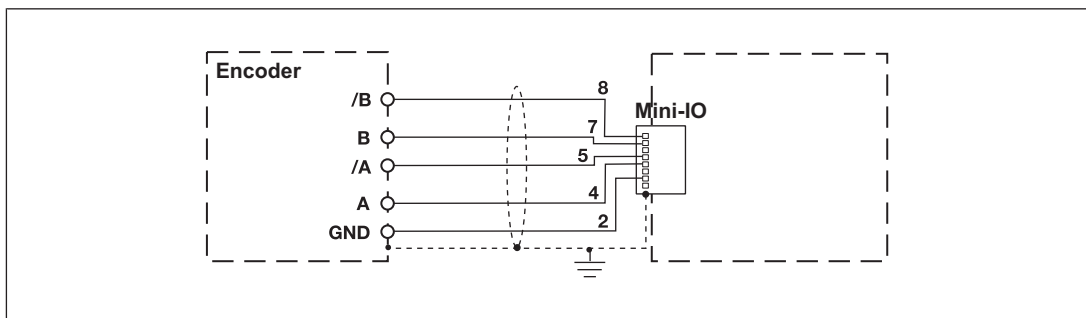 Encoder
/B 8
Mini-IO
B 7
/A 5
A 4
GND 2